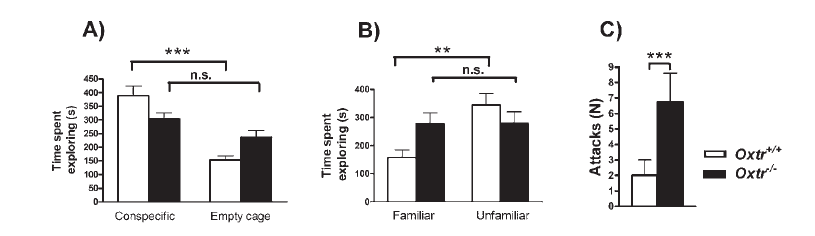 A)
***
n.s.
Time spent
exploring (s)
450
400
350
300
250
200
150
100
50
0
Conspecific Empty cage
B)
**
n.s.
Time spent
exploring (s)
400
300
200
100
0
Familiar Unfamiliar
C)
***
Attacks (N)
9
8
7
6
5
4
3
2
1
0
Oxtr+/+
Oxtr-/-